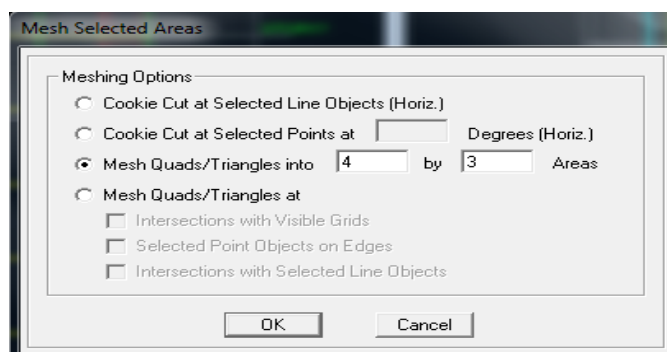 Mesh Selected Areas
Meshing Options
Cookie Cut at Selected Line Objects (Horiz.)
Cookie Cut at Selected Points at Degrees (Horiz.)
Mesh Quads/Triangles into 4 by 3 Areas
Mesh Quads/Triangles at
Intersections with Visible Grids
Selected Point Objects on Edges
Intersections with Selected Line Objects
OK Cancel